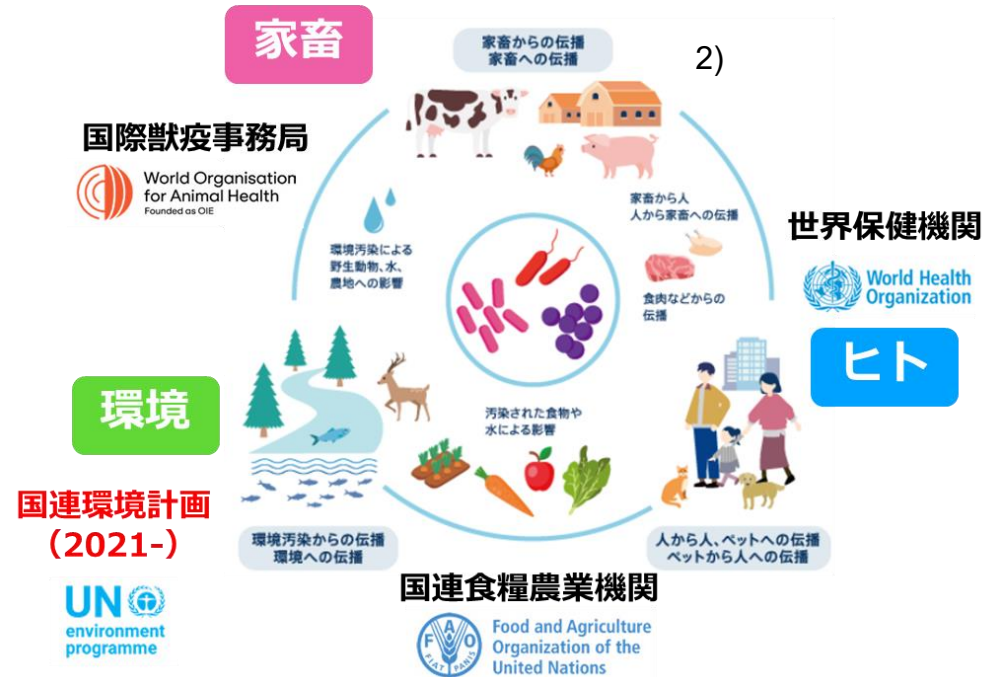 家畜
家畜からの伝播
家畜への伝播
2)
国際獣疫事務局
World Organisation
for Animal Health
Founded as OIE
家畜から人
人から家畜への伝播
世界保健機関
World Health
Organization
環境汚染による
野生動物、水、
農地への影響
食肉などからの
伝播
ヒト
環境
汚染された食物や
水による影響
国連環境計画
(2021-)
環境汚染からの伝播
環境への伝播
人から人、ペットへの伝播
ペットから人への伝播
国連食糧農業機関
UN
environment
programme
F A O
FIAT PANIS
Food and Agriculture
Organization of the
United Nations